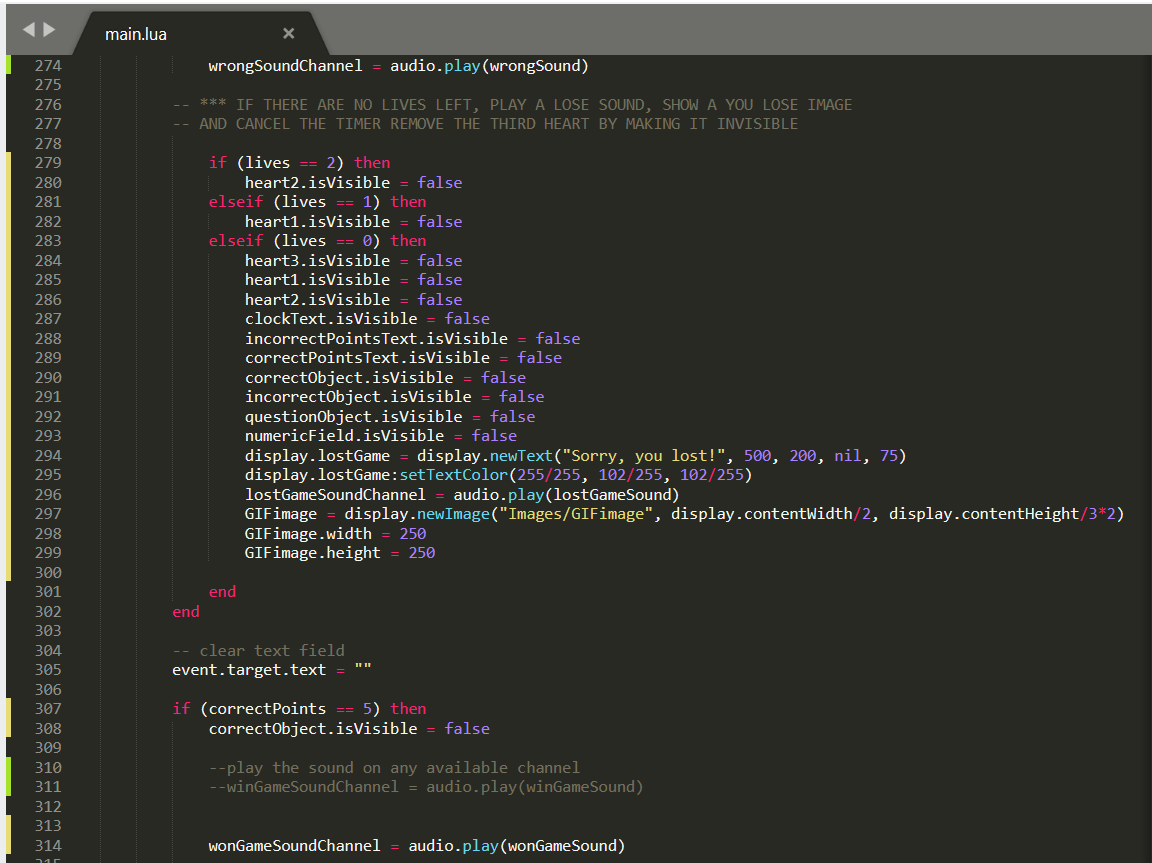 main.lua ×
274 wrongSoundChannel = audio.play(wrongSound)
275
276 -- *** IF THERE ARE NO LIVES LEFT, PLAY A LOSE SOUND, SHOW A YOU LOSE IMAGE
277 -- AND CANCEL THE TIMER REMOVE THE THIRD HEART BY MAKING IT INVISIBLE
278
279 if (lives == 2) then
280 heart2.isVisible = false
281 elseif (lives == 1) then
282 heart1.isVisible = false
283 elseif (lives == 0) then
284 heart3.isVisible = false
285 heart1.isVisible = false
286 heart2.isVisible = false
287 clockText.isVisible = false
288 incorrectPointsText.isVisible = false
289 correctPointsText.isVisible = false
290 correctObject.isVisible = false
291 incorrectObject.isVisible = false
292 questionObject.isVisible = false
293 numericField.isVisible = false
294 display.lostGame = display.newText("Sorry, you lost!", 500, 200, nil, 75)
295 display.lostGame:setTextColor(255/255, 102/255, 102/255)
296 lostGameSoundChannel = audio.play(lostGameSound)
297 GIFimage = display.newImage("Images/GIFimage", display.contentWidth/2, display.contentHeight/3*2)
298 GIFimage.width = 250
299 GIFimage.height = 250
300
301 end
302 end
303
304 -- clear text field
305 event.target.text = ""
306
307 if (correctPoints == 5) then
308 correctObject.isVisible = false
309
310 --play the sound on any available channel
311 --winGameSoundChannel = audio.play(winGameSound)
312
313
314 wonGameSoundChannel = audio.play(wonGameSound)
315